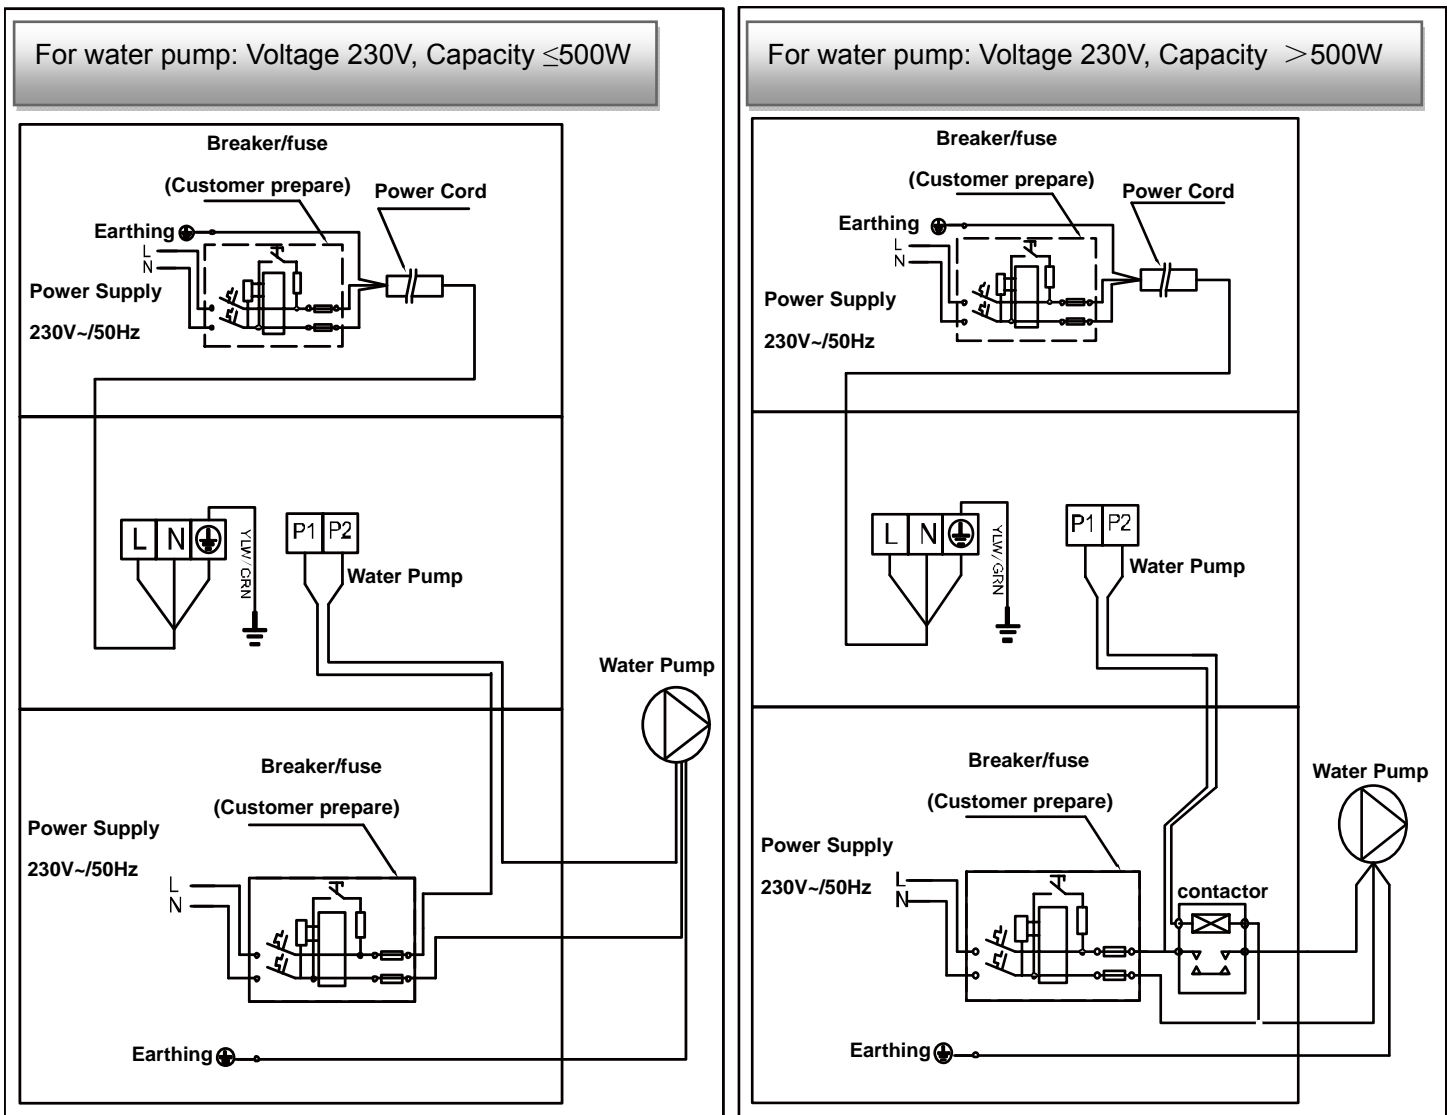 For water pump: Voltage 230V, Capacity ≤500W
Breaker/fuse
(Customer prepare)
Power Cord
Earthing
L
N
Power Supply
230V~/50Hz
L N
YLW/GRN
P1 P2
Water Pump
Water Pump
Breaker/fuse
(Customer prepare)
Power Supply
230V~/50Hz
L
N
Earthing
For water pump: Voltage 230V, Capacity >500W
Breaker/fuse
(Customer prepare)
Power Cord
Earthing
L
N
Power Supply
230V~/50Hz
L N
YLW/GRN
P1 P2
Water Pump
Breaker/fuse
Water Pump
(Customer prepare)
Power Supply
230V~/50Hz
L
N
contactor
Earthing